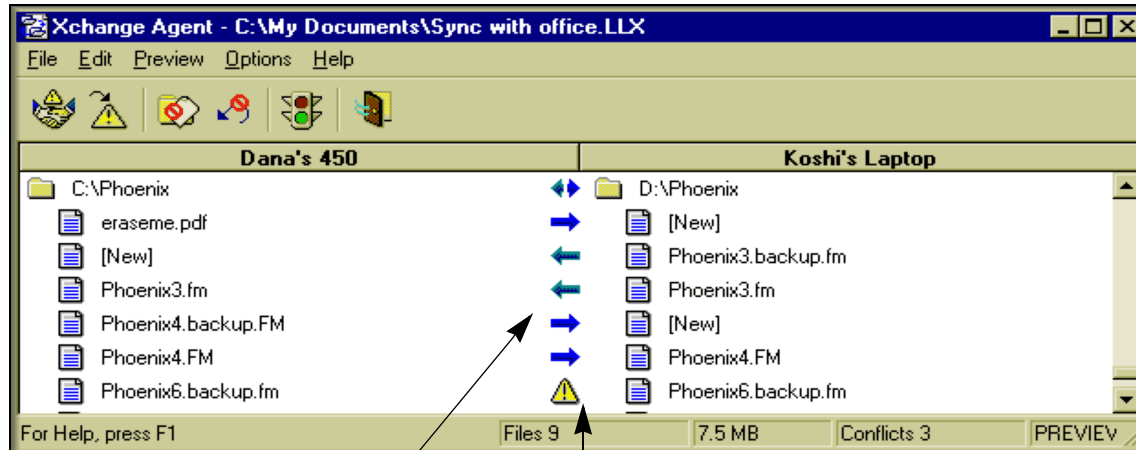 Xchange Agent - C:\My Documents\Sync with office.LLX
File Edit Preview Options Help
Dana's 450 Koshi's Laptop
C:\Phoenix D:\Phoenix
eraseme.pdf [New]
[New] Phoenix3.backup.fm
Phoenix3.fm Phoenix3.fm
Phoenix4.backup.FM [New]
Phoenix4.FM Phoenix4.FM
Phoenix6.backup.fm Phoenix6.backup.fm
For Help, press F1 Files 9 7.5 MB Conflicts 3 PREVIEV